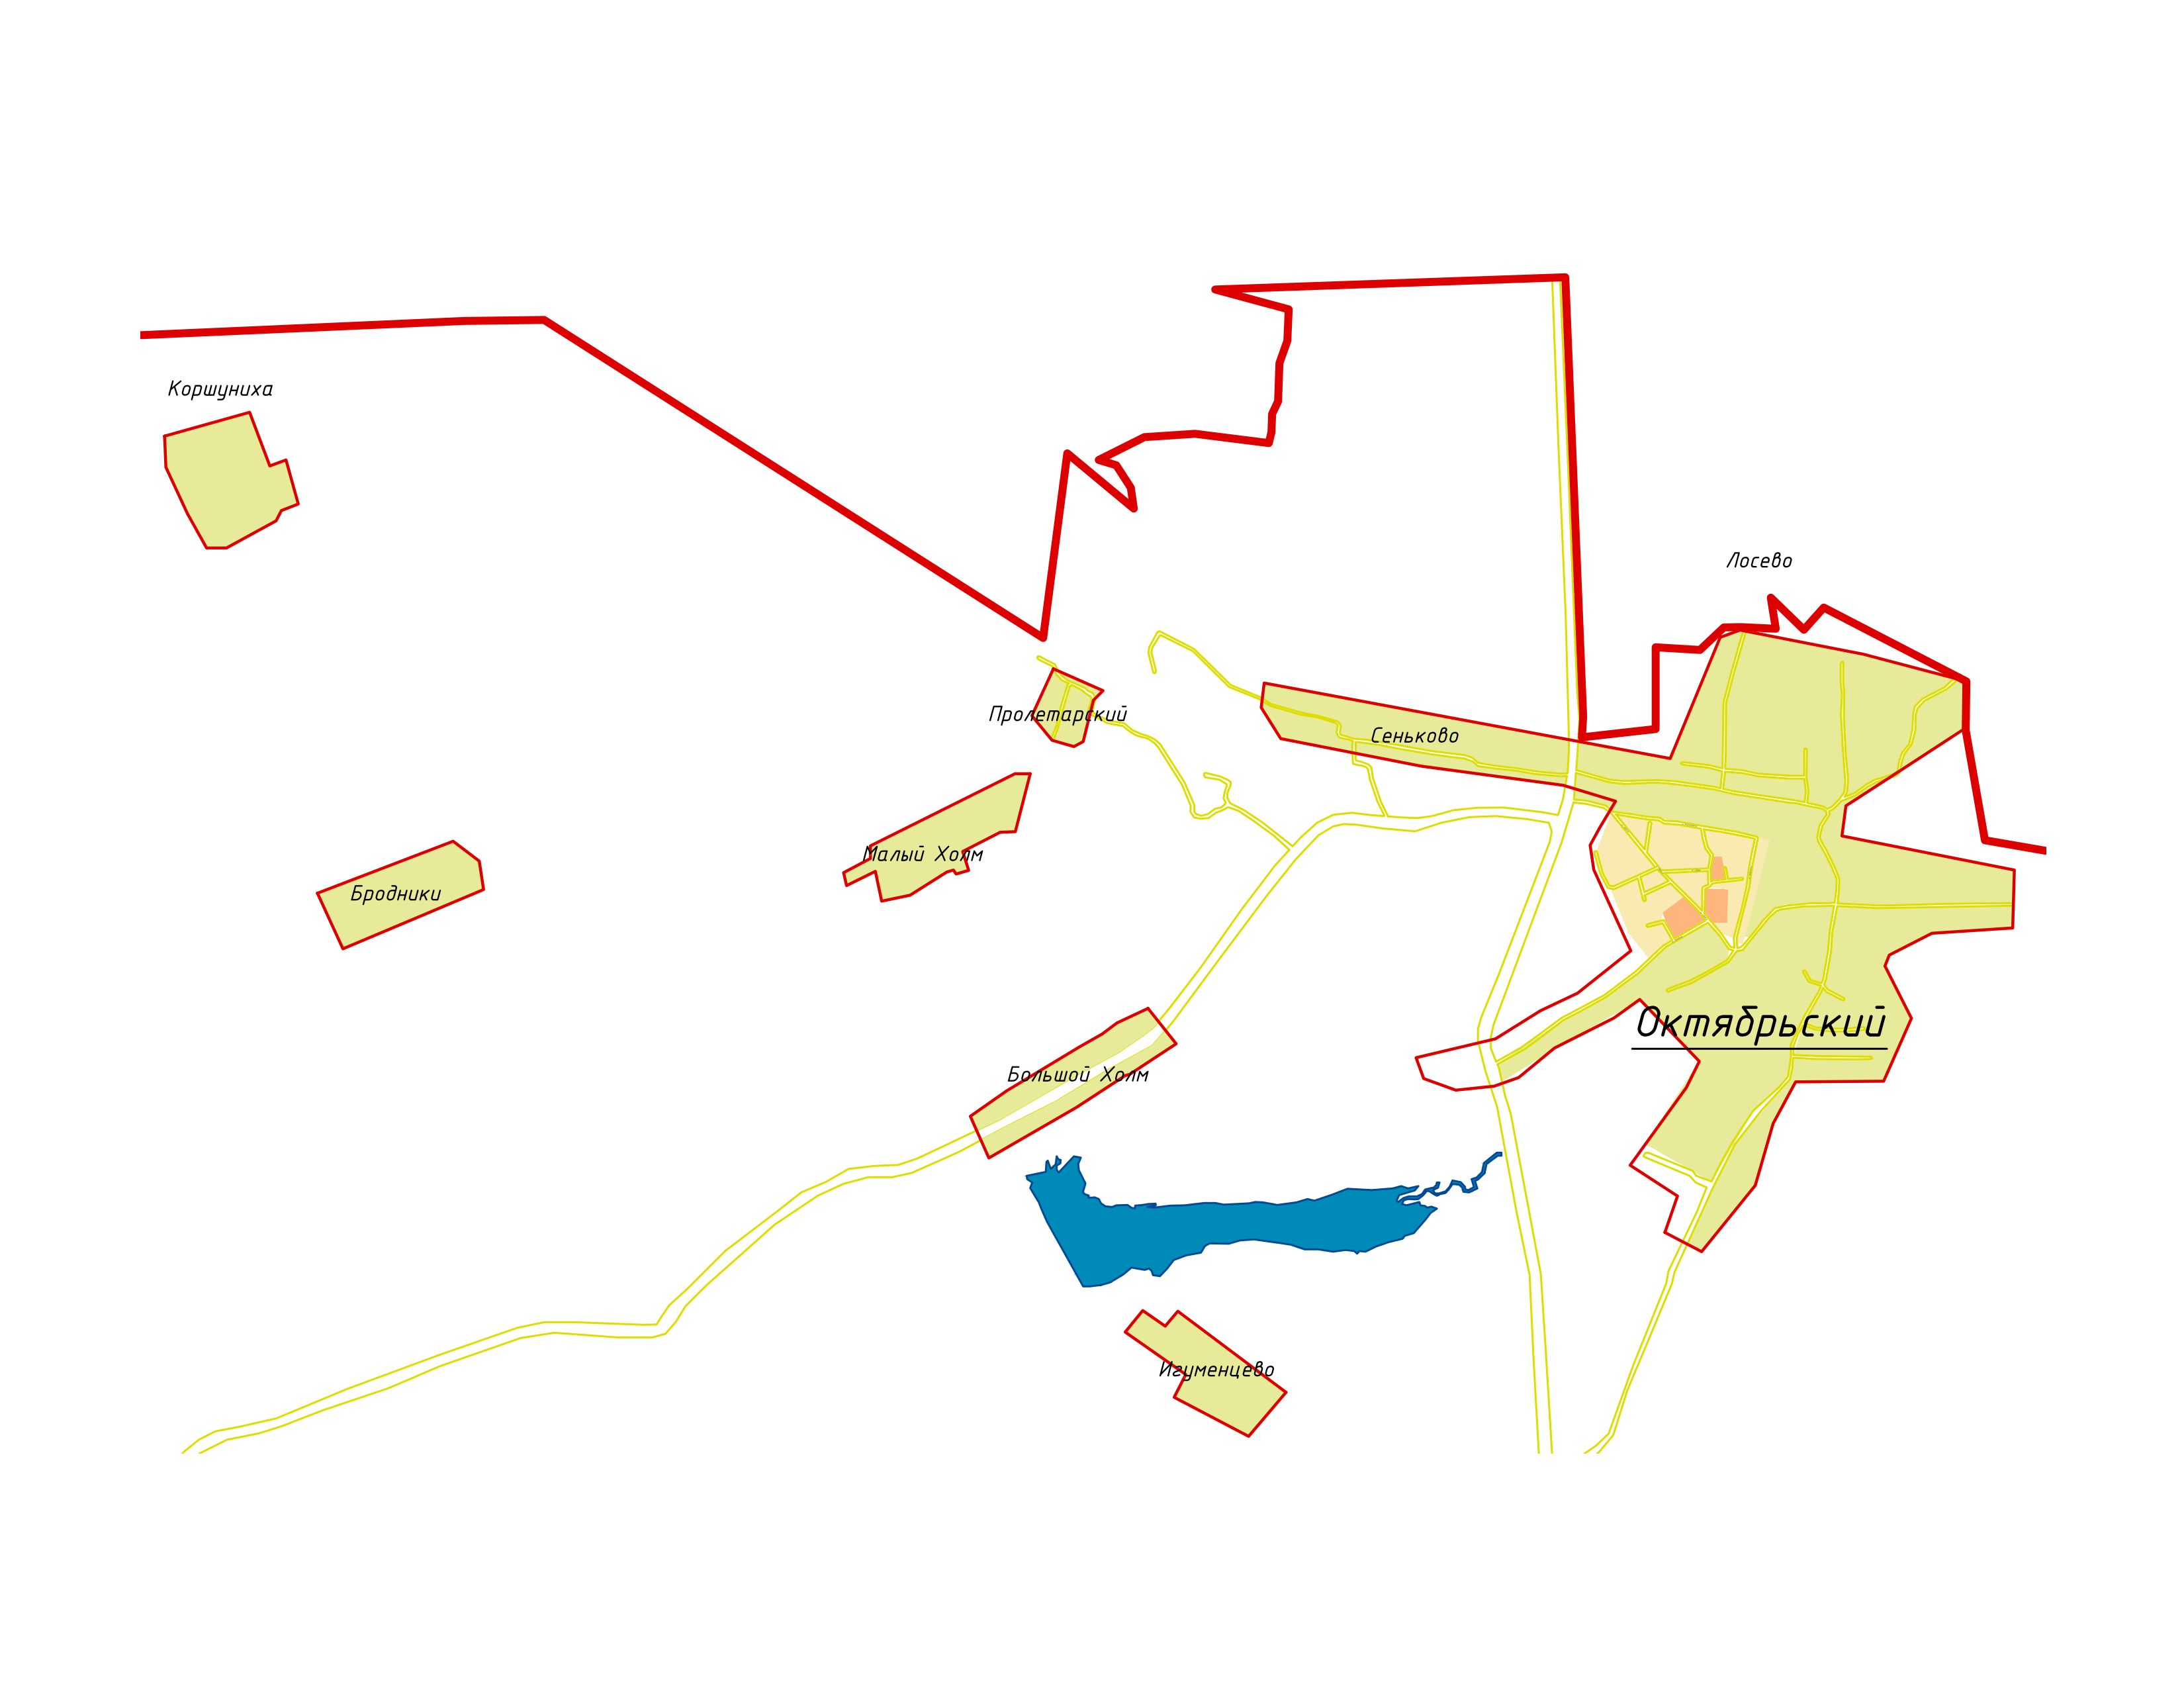 Коршуниха
Лосево
Пролетарский
Сеньково
Малый Холм
Бродники
Октябрьский
Большой Холм
Игуменцево